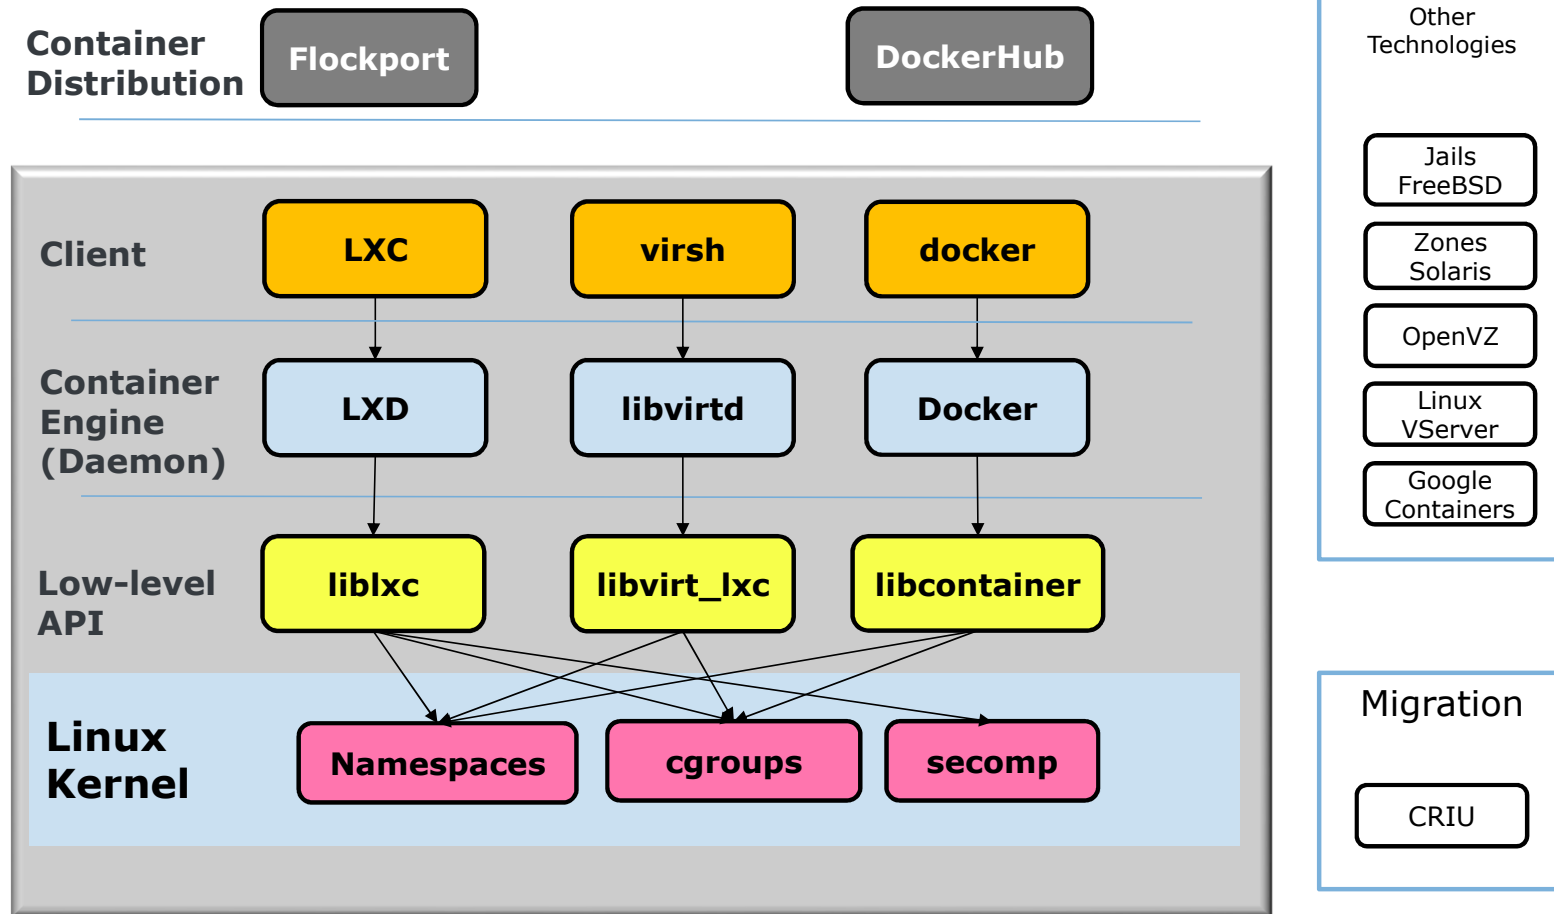 Container
Distribution
Flockport
DockerHub
Client
LXC
virsh
docker
Container
Engine
(Daemon)
LXD
libvirtd
Docker
Low-level
API
liblxc
libvirt_lxc
libcontainer
Linux
Kernel
Namespaces
cgroups
secomp
Other
Technologies
Jails
FreeBSD
Zones
Solaris
OpenVZ
Linux
VServer
Google
Containers
Migration
CRIU